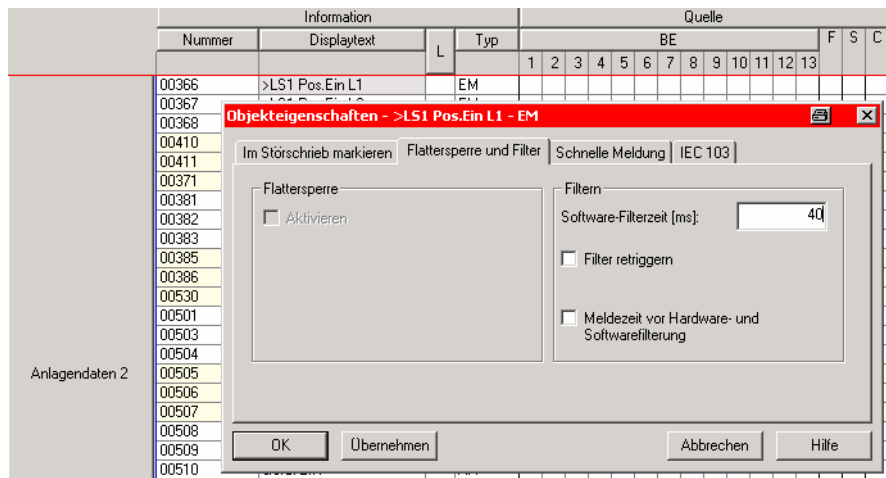 Information Quelle
Nummer Displaytext L Typ BE F S C
1 2 3 4 5 6 7 8 9 10 11 12 13
00366 >LS1 Pos.Ein L1 EM
00367
00368
00410
00411
00371
00381
00382
00383
00385
00386
00530
00501
00503
00504
Anlagendaten 2 00505
00506
00507
00508
00509
00510
Objekteigenschaften - >LS1 Pos.Ein L1 - EM
Im Störschrieb markieren Flattersperre und Filter Schnelle Meldung IEC 103
Flattersperre Filtern
Aktivieren Software-Filterzeit [ms]: 40
Filter retriggern
Meldezeit vor Hardware- und
Softwarefilterung
OK Übernehmen Abbrechen Hilfe